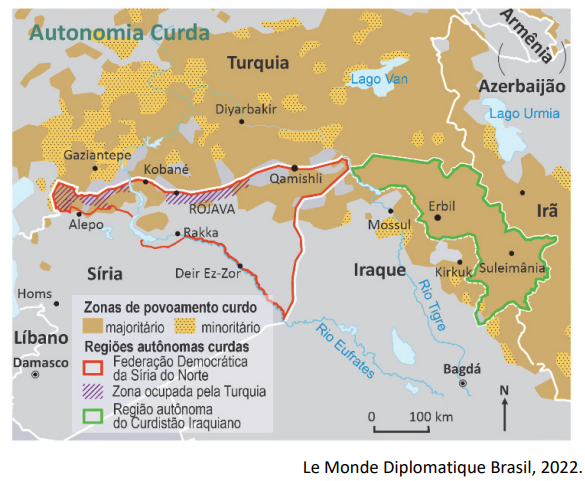 Autonomia Curda
Armênia
Turquia
Lago Van
Azerbaijão
Lago Urmia
Diyarbakir
Gaziantepe
Kobané
Qamishli
ROJAVA
Erbil
Irã
Alepo
Mossul
Rakka
Síria
Deir Ez-Zor
Iraque
Kirkuk
Suleimânia
Homs
Rio Tigre
Líbano
Damasco
Rio Eufrates
Bagdá
Zonas de povoamento curdo
majoritário
minoritário
Regiões autônomas curdas
Federação Democrática
da Síria do Norte
Zona ocupada pela Turquia
Região autônoma
do Curdistão Iraquiano
N
0 100 km
Le Monde Diplomatique Brasil, 2022.